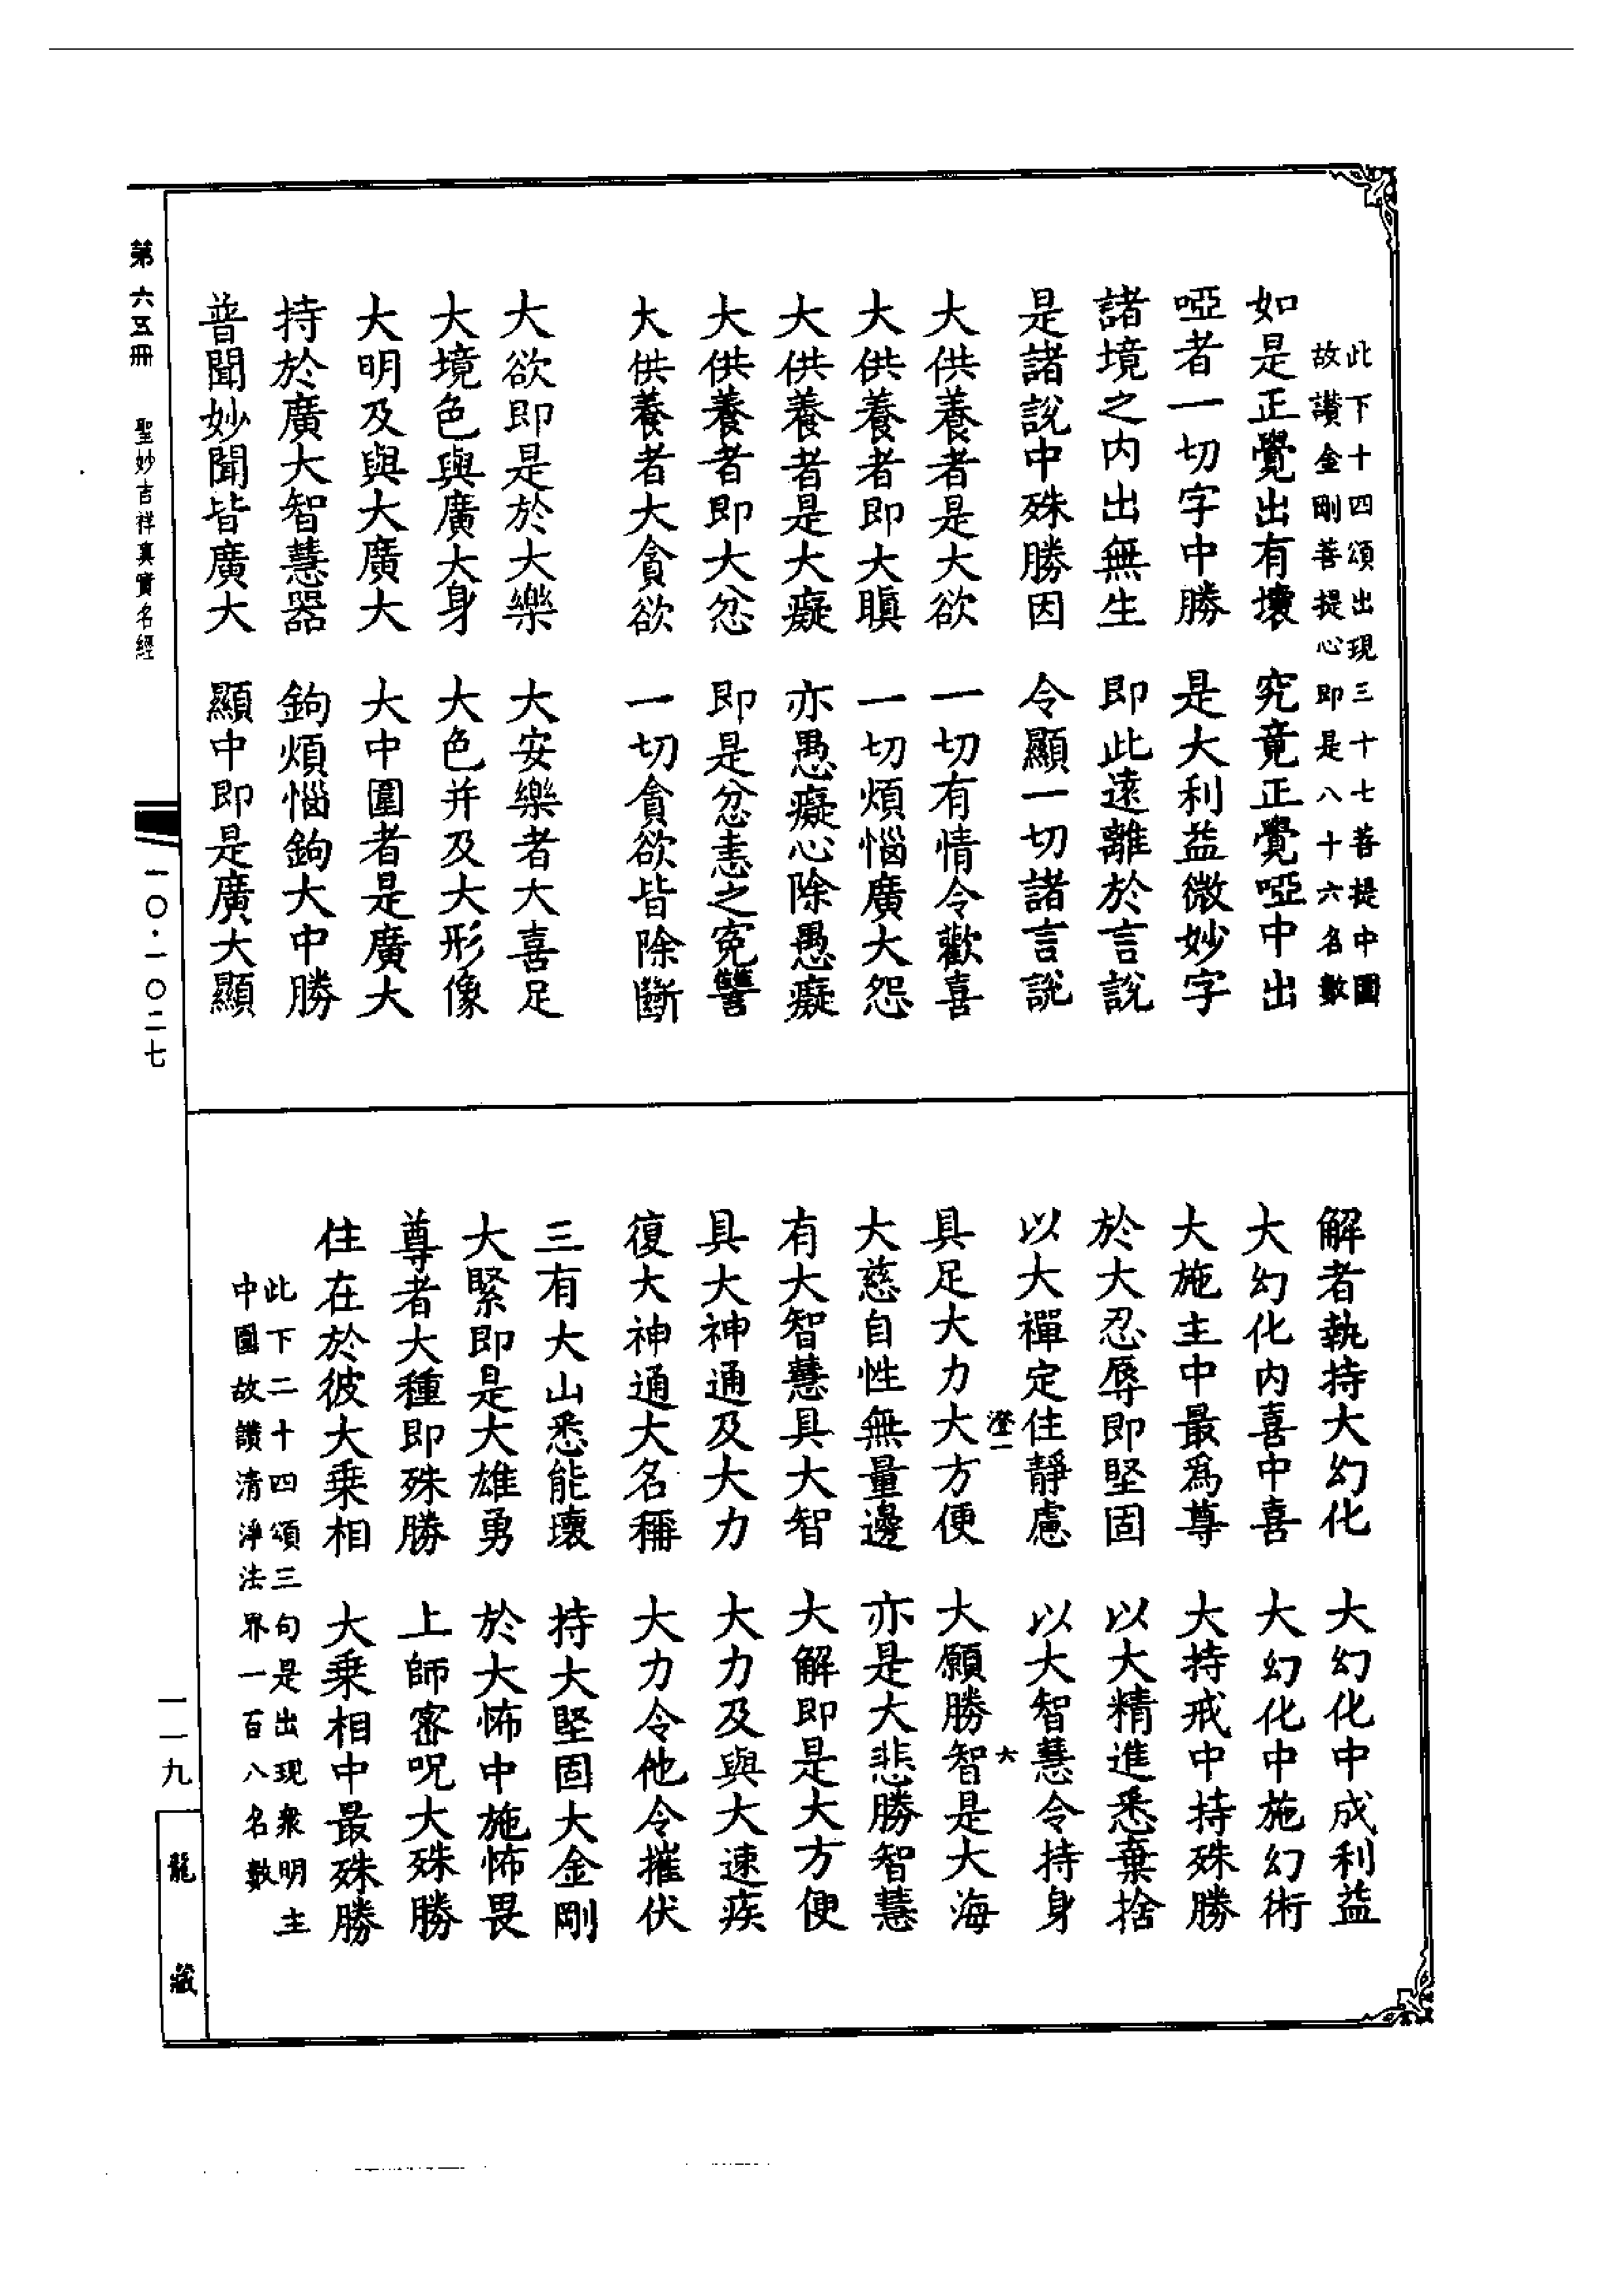 此下十四頌出現三十七菩提中圍
故讃金剛菩提心即是八十六名數
如是正覺出有壞　究竟正覺啞中出
啞者一切字中勝　是大利益微妙字
諸境之内出無生　即此遠離於言說
是諸說中殊勝因　令顯一切諸言說
大供養者是大欲　一切有情令歡喜
大供養者即大瞋　一切煩惱廣大怨
大供養者是大癡　亦愚癡心除愚癡
大供養者即大忿　即是忿恚之寃讐
大供養者大貪欲　一切貪欲皆除斷
大欲即是於大樂　大安樂者大喜足
大境色與廣大身　大色并及大形像
大明及與大廣大　大中圍者是廣大
持於廣大智慧器　鉤煩惱鉤大中勝
普聞妙聞皆廣大　顯中即是廣大顯
解者執持大幻化　大幻化中成利益
大幻化内喜中喜　大幻化中施幻術
大施主中最爲尊　大持戒中持殊勝
於大忍辱即堅固　以大精進悉棄捨
以大禪定住靜慮　以大智慧令持身
澄一　六
具足大力大方便　大願勝智是大海
大慈自性無量邊　亦是大悲勝智慧
有大智慧具大智　大解即是大方便
具大神通及大力　大力及與大速疾
復大神通大名稱　大力令他令摧伏
三有大山悉能壞　持大堅固大金剛
大緊即是大雄勇　於大怖中施怖畏
尊者大種即殊勝　上師密呪大殊勝
住在於彼大乗相　大乗相中最殊勝
此下二十四頌三句是出現衆明主
中圍故讃清淨法界一百八名數
第六五冊　聖妙吉祥真實名經　一〇·一〇二七　一一九　龍藏